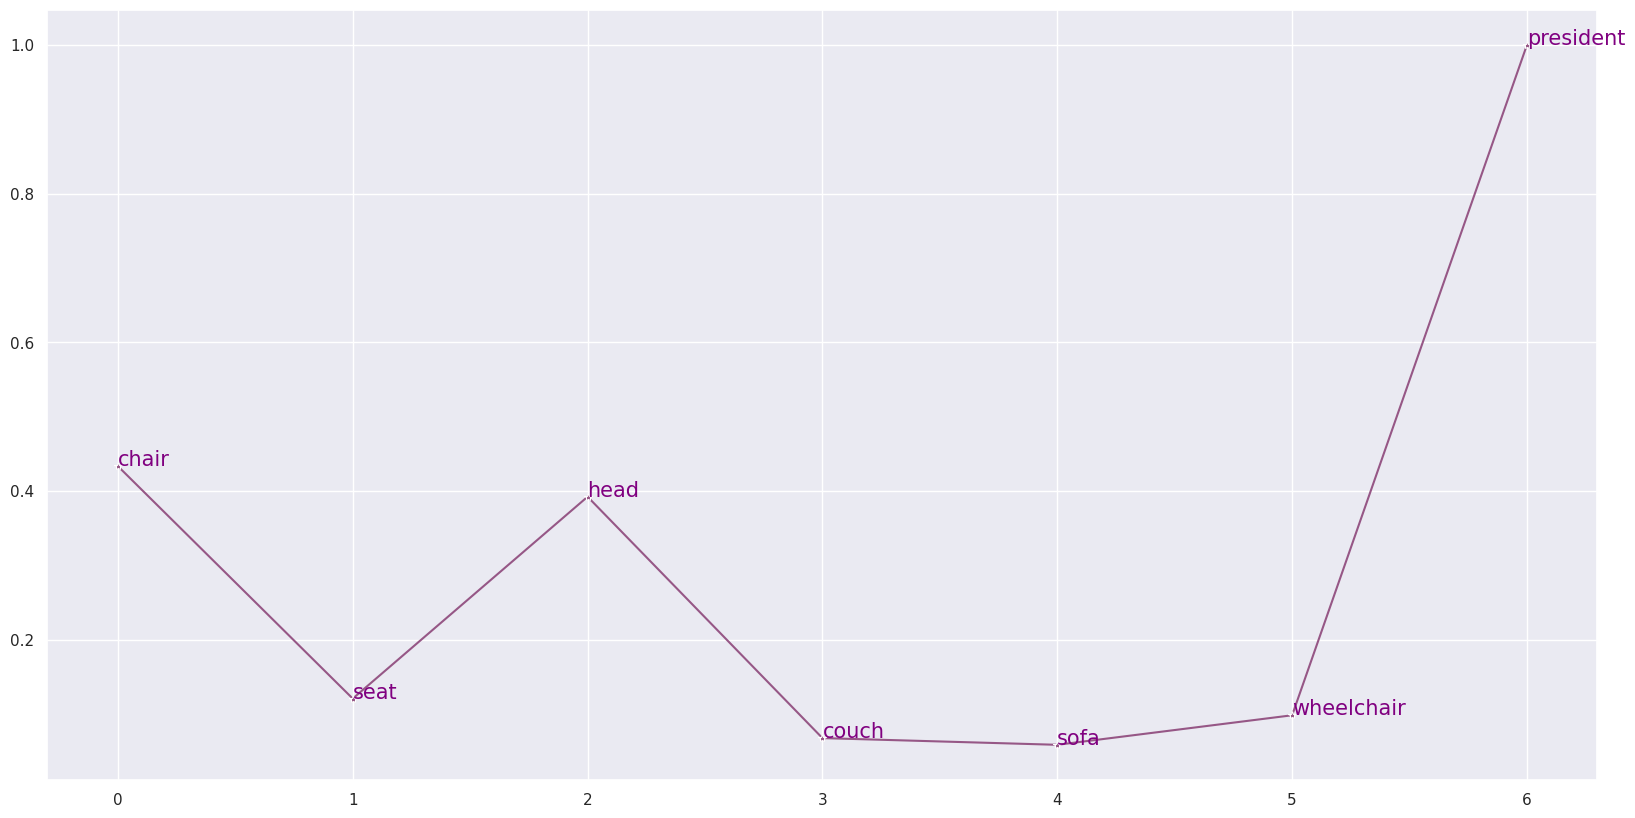 1.0
president
0.8
0.6
chair
0.4
head
0.2
seat
wheelchair
couch
sofa
0 1 2 3 4 5 6